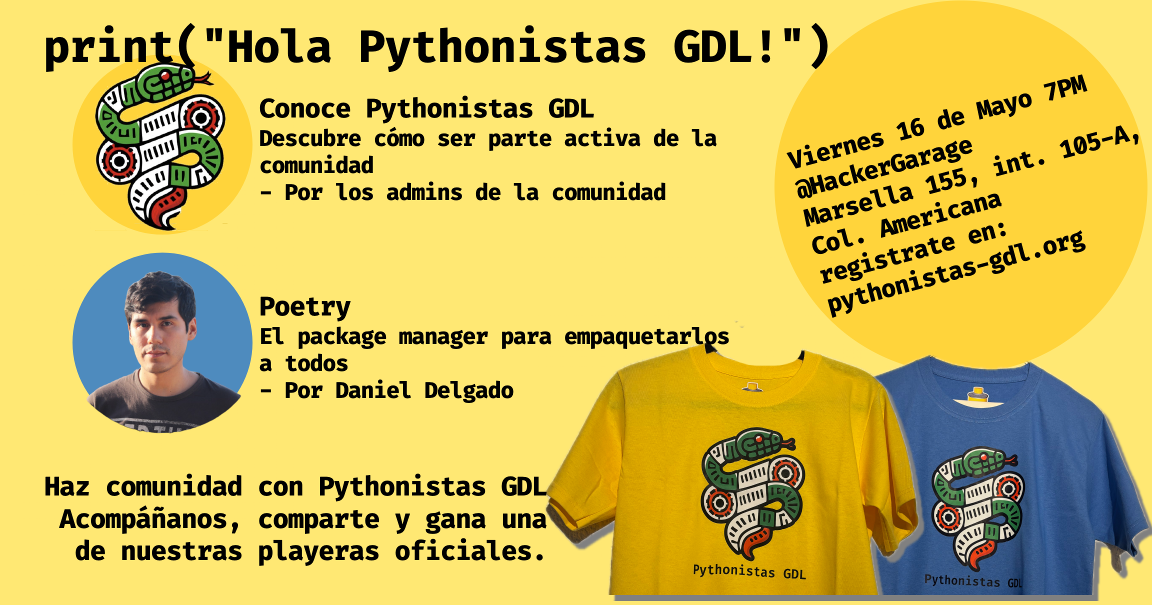 print("Hola Pythonistas GDL!")
Conoce Pythonistas GDL
Descubre cómo ser parte activa de la
comunidad
- Por los admins de la comunidad
Viernes 16 de Mayo 7PM
@HackerGarage
Marsella 155, int. 105-A,
Col. Americana
registrate en:
pythonistas-gdl.org
Poetry
El package manager para empaquetarlos
a todos
- Por Daniel Delgado
Haz comunidad con Pythonistas GDL
Acompáñanos, comparte y gana una
de nuestras playeras oficiales.
Pythonistas GDL
Pythonistas GDL